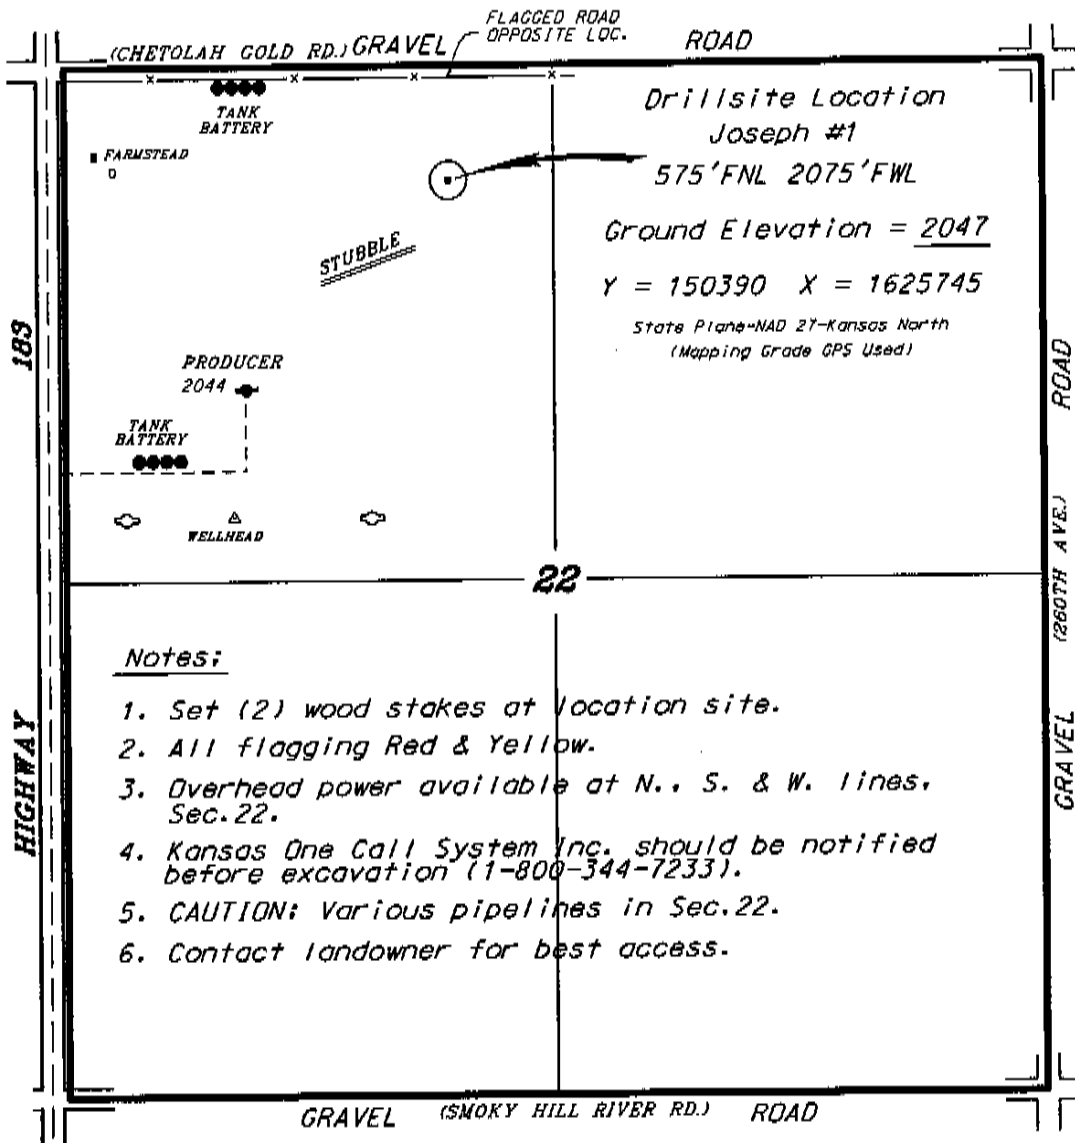 FLAGGED ROAD
OPPOSITE LOC.
(CHETOLAH GOLD RD.) GRAVEL ROAD
TANK
BATTERY
FARMSTEAD
Drillsite Location
Joseph #1
575'FNL 2075'FWL
STUBBLE
Ground Elevation = 2047
Y = 150390 X = 1625745
State Plane-NAD 27-Kansas North
(Mapping Grade GPS Used)
PRODUCER
2044
TANK
BATTERY
WELLHEAD
22
HIGHWAY 183
GRAVEL (260TH AVE.) ROAD
Notes:
1. Set (2) wood stakes at location site.
2. All flagging Red & Yellow.
3. Overhead power available at N., S. & W. lines,
Sec.22.
4. Kansas One Call System Inc. should be notified
before excavation (1-800-344-7233).
5. CAUTION: Various pipelines in Sec.22.
6. Contact landowner for best access.
GRAVEL (SMOKY HILL RIVER RD.) ROAD